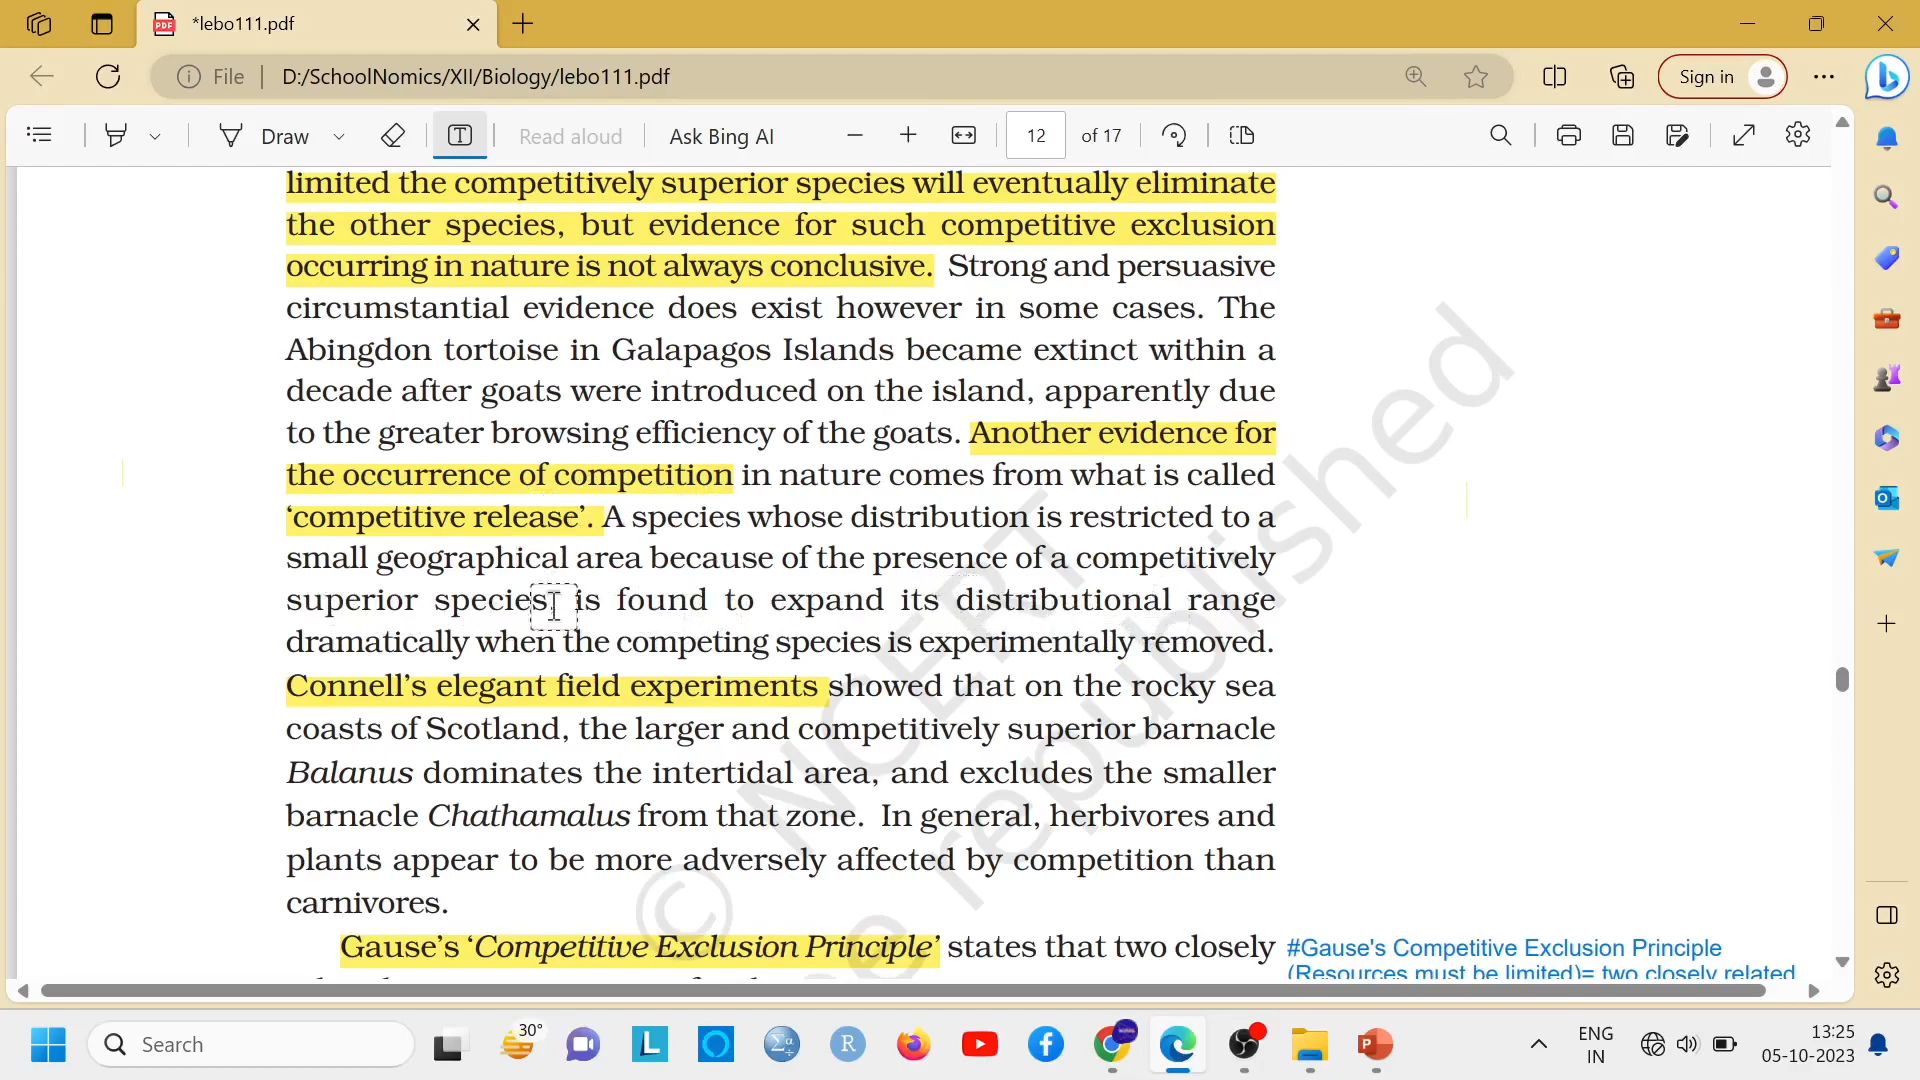 *lebo111.pdf
File
D:/SchoolNomics/XII/Biology/lebo111.pdf
Sign in
Draw
Read aloud
Ask Bing AI
12 of 17
limited the competitively superior species will eventually eliminate
the other species, but evidence for such competitive exclusion
occurring in nature is not always conclusive. Strong and persuasive
circumstantial evidence does exist however in some cases. The
Abingdon tortoise in Galapagos Islands became extinct within a
decade after goats were introduced on the island, apparently due
to the greater browsing efficiency of the goats. Another evidence for
the occurrence of competition in nature comes from what is called
‘competitive release’. A species whose distribution is restricted to a
small geographical area because of the presence of a competitively
superior species, is found to expand its distributional range
dramatically when the competing species is experimentally removed.
Connell’s elegant field experiments showed that on the rocky sea
coasts of Scotland, the larger and competitively superior barnacle
Balanus dominates the intertidal area, and excludes the smaller
barnacle Chathamalus from that zone. In general, herbivores and
plants appear to be more adversely affected by competition than
carnivores.
Gause’s ‘Competitive Exclusion Principle’ states that two closely
#Gause's Competitive Exclusion Principle
(Resources must be limited)= two closely related
© NCERT
republished
Search
30°
ENG
IN
13:25
05-10-2023